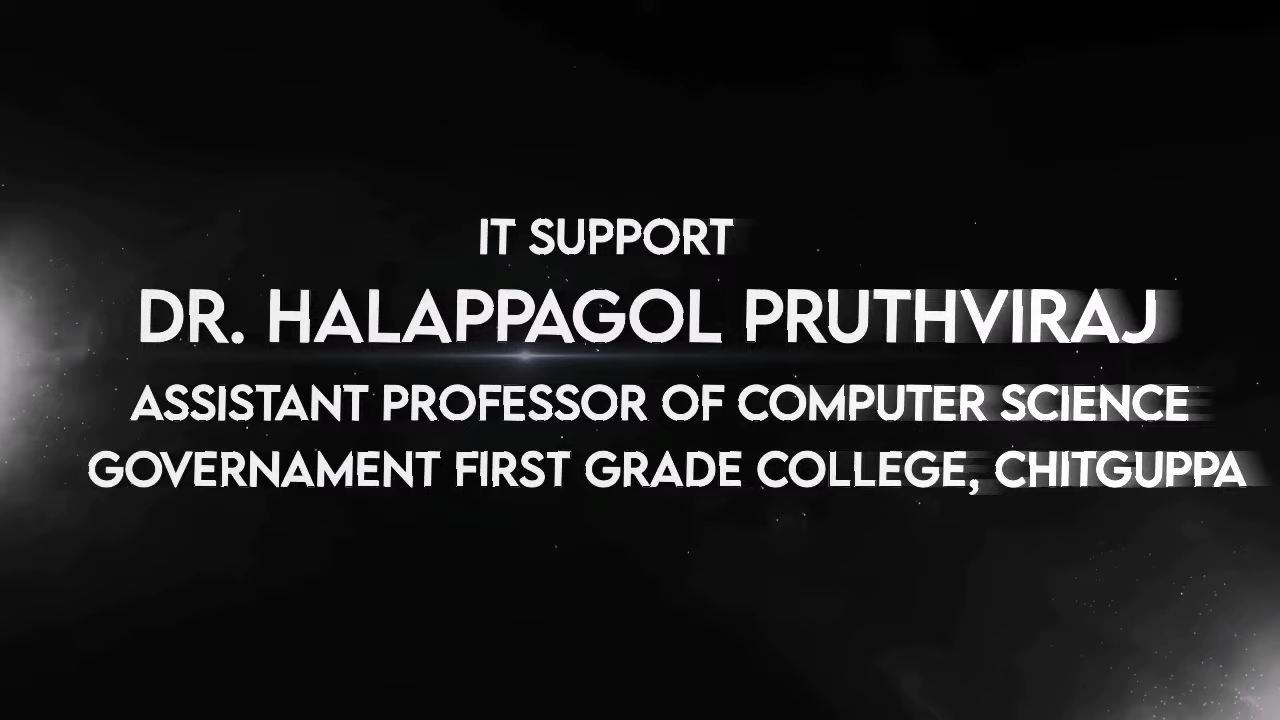 IT SUPPORT
DR. HALAPPAGOL PRUTHVIRAJ
ASSISTANT PROFESSOR OF COMPUTER SCIENCE
GOVERNAMENT FIRST GRADE COLLEGE, CHITGUPPA